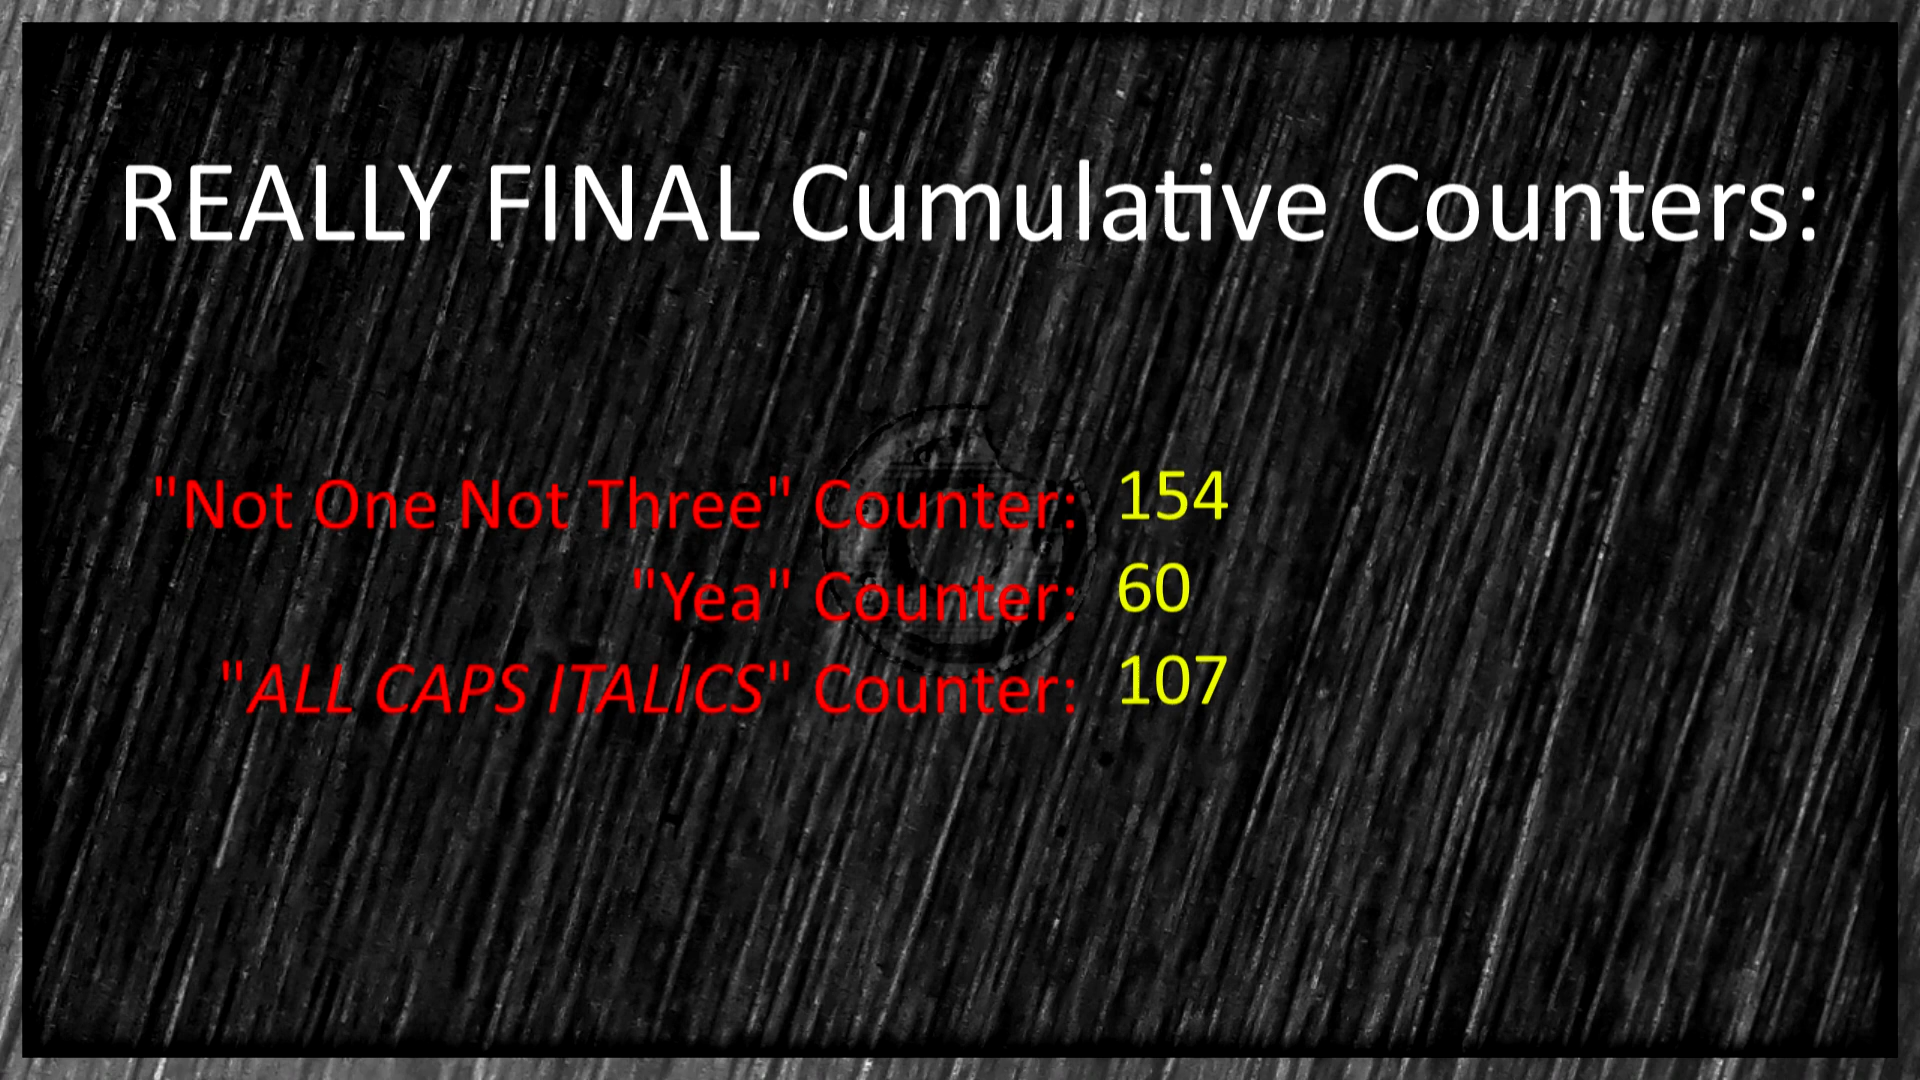 REALLY FINAL Cumulative Counters:
"Not One Not Three" Counter: 154
"Yea" Counter: 60
"ALL CAPS ITALICS" Counter: 107